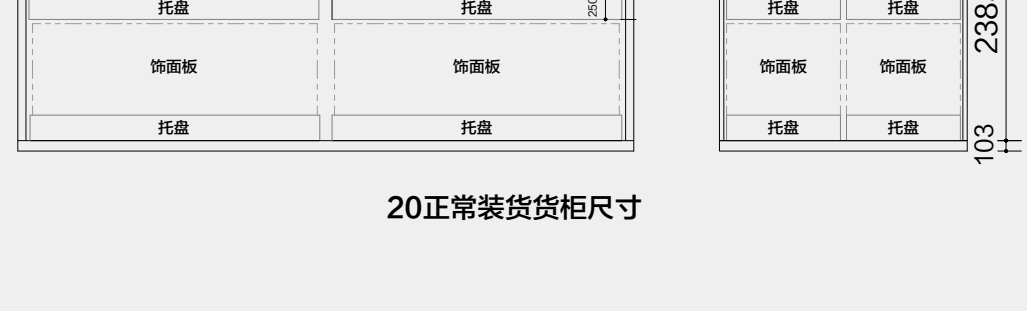 托盘 托盘 250 托盘 托盘
饰面板 饰面板 饰面板 饰面板 238
托盘 托盘 托盘 托盘 103
20正常装货货柜尺寸